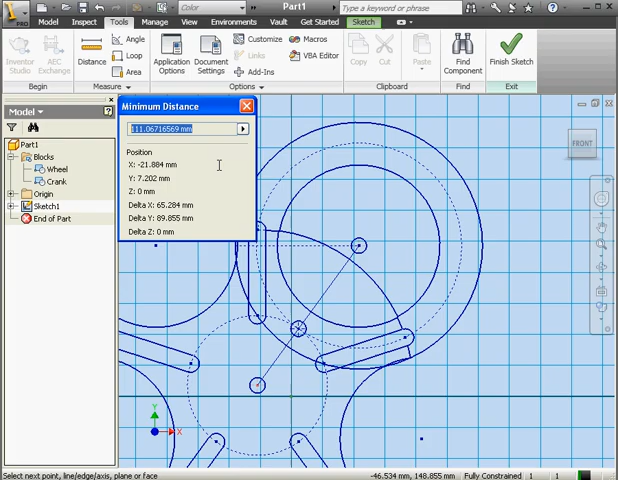 Color
Part1
Type a keyword or phrase
PRO
Model Inspect Tools Manage View Environments Vault Get Started Sketch
Inventor Studio
AEC Exchange
Distance
Angle
Loop
Area
Application Options
Document Settings
Customize
Links
Add-Ins
Macros
VBA Editor
Copy Cut Paste
Find Component
Finish Sketch
Begin Measure Options Clipboard Find Exit
Model
Part1
Blocks
Wheel
Crank
Origin
Sketch1
End of Part
Minimum Distance
111.06716569 mm
Position
X: -21.884 mm
Y: 7.202 mm
Z: 0 mm
Delta X: 65.284 mm
Delta Y: 89.855 mm
Delta Z: 0 mm
FRONT
Y
X
Select next point, line/edge/axis, plane or face -46.534 mm, 148.855 mm Fully Constrained 1 1